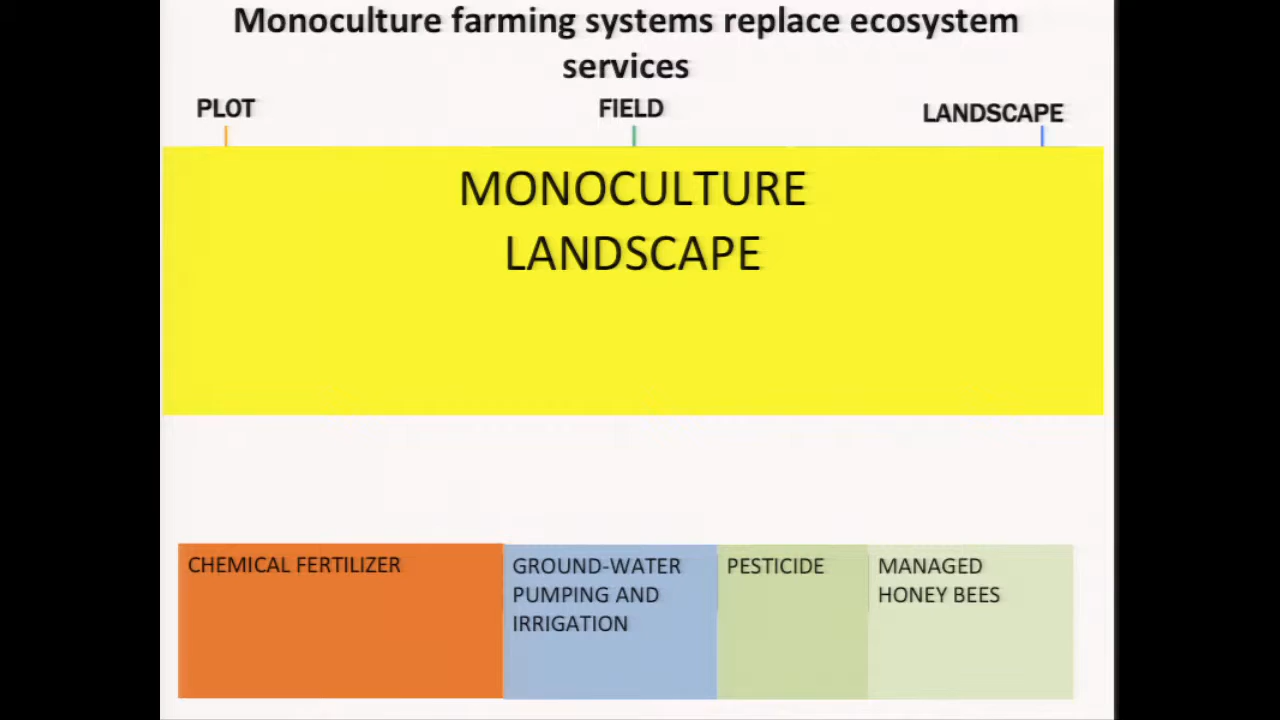 Monoculture farming systems replace ecosystem
services
PLOT
FIELD
LANDSCAPE
MONOCULTURE
LANDSCAPE
CHEMICAL FERTILIZER
GROUND-WATER
PUMPING AND
IRRIGATION
PESTICIDE
MANAGED
HONEY BEES